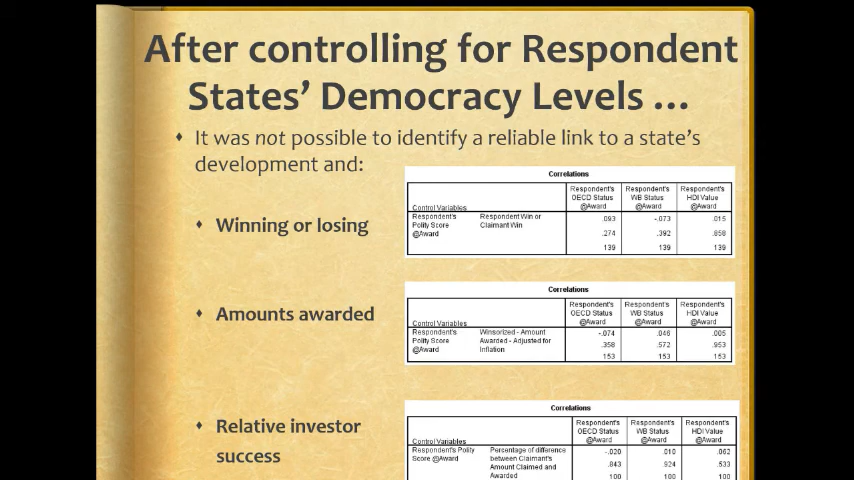 After controlling for Respondent
States' Democracy Levels …
♦ It was not possible to identify a reliable link to a state's
development and:
♦ Winning or losing
Correlations
Control Variables
Respondent's OECD Status @Award
Respondent's WB Status @Award
Respondent's HDI Value @Award
Respondent's Polity Score @Award
Respondent Win or Claimant Win
.093 -.073 .015
.274 .392 .858
139 139 139
♦ Amounts awarded
Correlations
Control Variables
Respondent's OECD Status @Award
Respondent's WB Status @Award
Respondent's HDI Value @Award
Respondent's Polity Score @Award
Winsorized - Amount Awarded - Adjusted for Inflation
-.074 .046 .005
.358 .572 .953
153 153 153
♦ Relative investor
success
Correlations
Control Variables
Respondent's OECD Status @Award
Respondent's WB Status @Award
Respondent's HDI Value @Award
Respondent's Polity Score @Award
Percentage of difference between Claimant's Amount Claimed and Awarded
-.020 .010 .062
.843 .924 .533
100 100 100